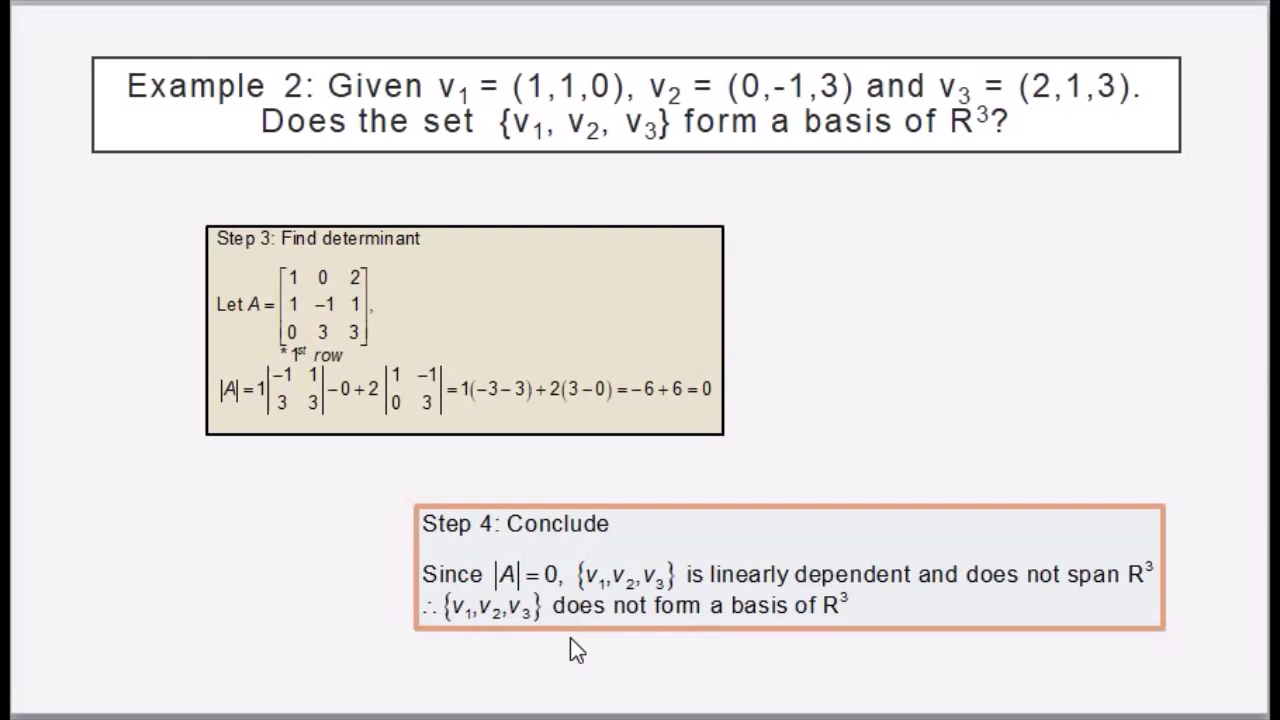 Example 2: Given v₁ = (1,1,0), v₂ = (0,-1,3) and v₃ = (2,1,3).
Does the set {v₁, v₂, v₃} form a basis of R³?
Step 3: Find determinant
1 0 2
Let A = 1 −1 1 ,
0 3 3
* 1ˢᵗ row
|A| = 1 |−1 1; 3 3| − 0 + 2 |1 −1; 0 3| = 1(−3 − 3) + 2(3 − 0) = −6 + 6 = 0
Step 4: Conclude
Since |A| = 0, {v₁,v₂,v₃} is linearly dependent and does not span R³
∴ {v₁,v₂,v₃} does not form a basis of R³